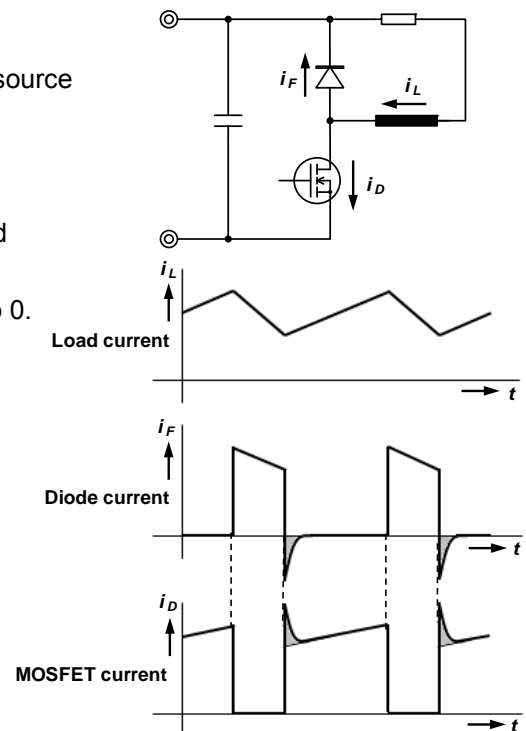 source
d
o 0.
i_F
i_L
i_D
i_L
Load current
t
i_F
Diode current
t
i_D
MOSFET current
t